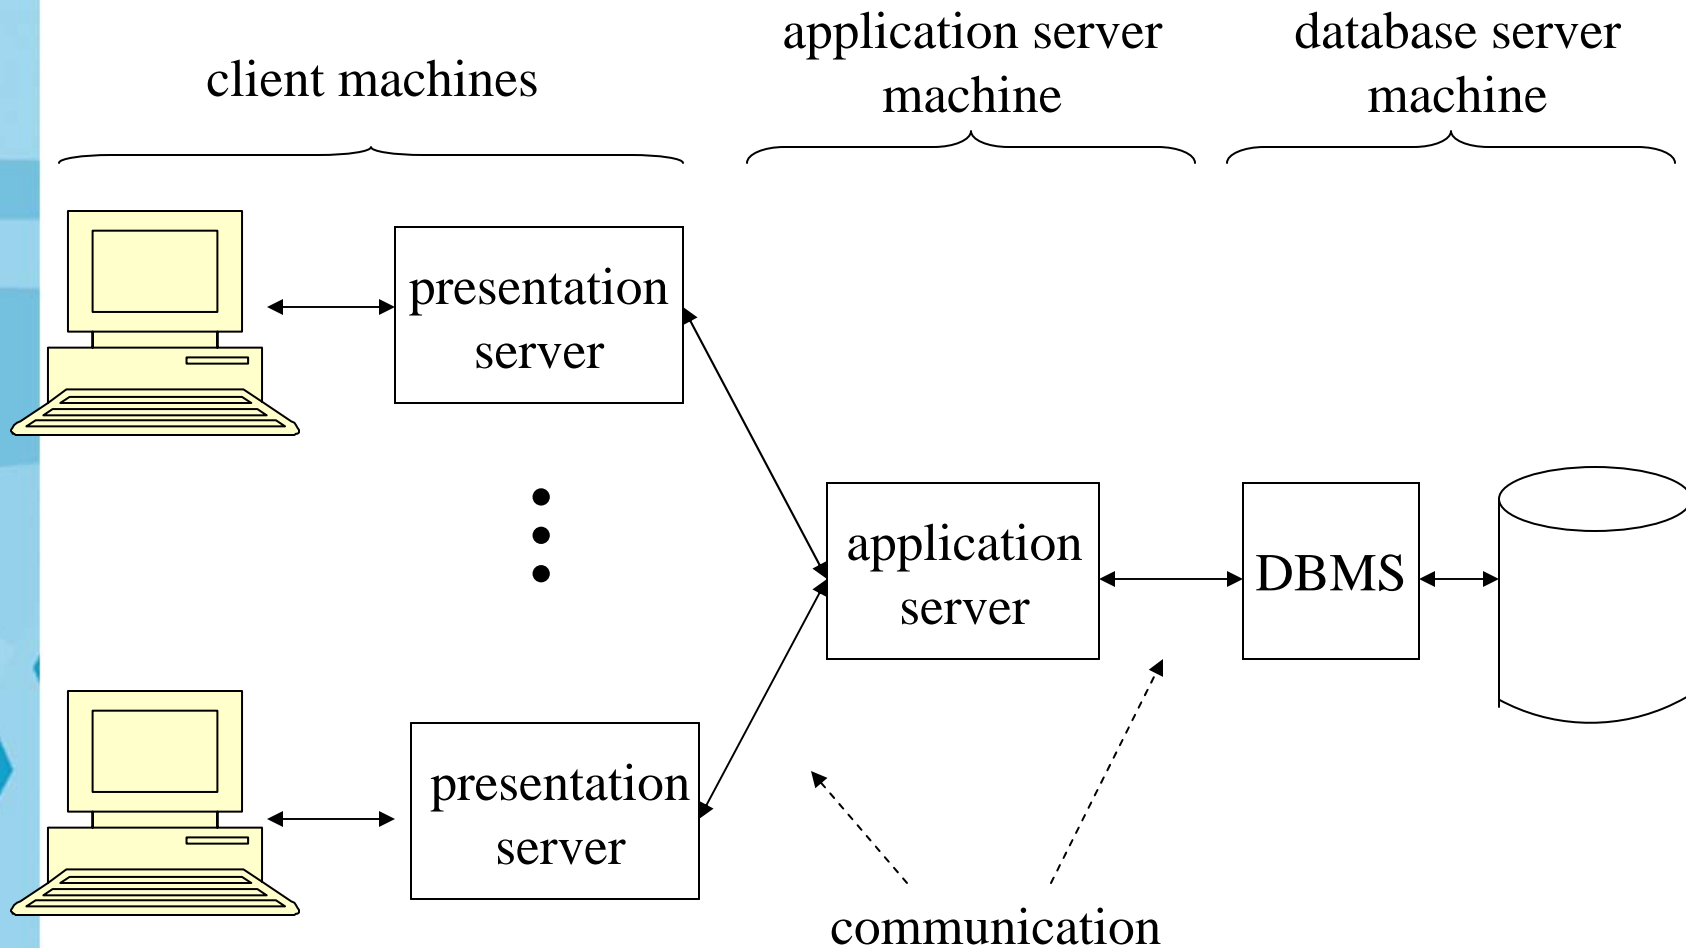 client machines
application server
machine
database server
machine
presentation
server
application
server
DBMS
presentation
server
communication